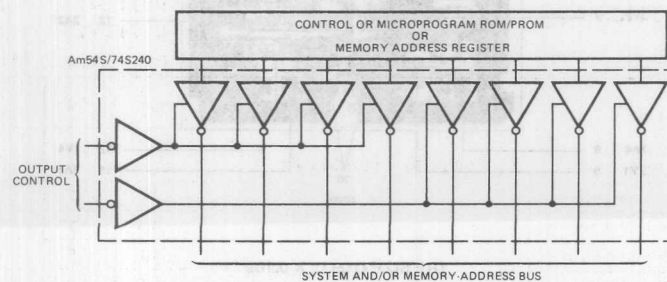 CONTROL OR MICROPROGRAM ROM/PROM
OR
MEMORY ADDRESS REGISTER
Am54S/74S240
OUTPUT
CONTROL
SYSTEM AND/OR MEMORY-ADDRESS BUS